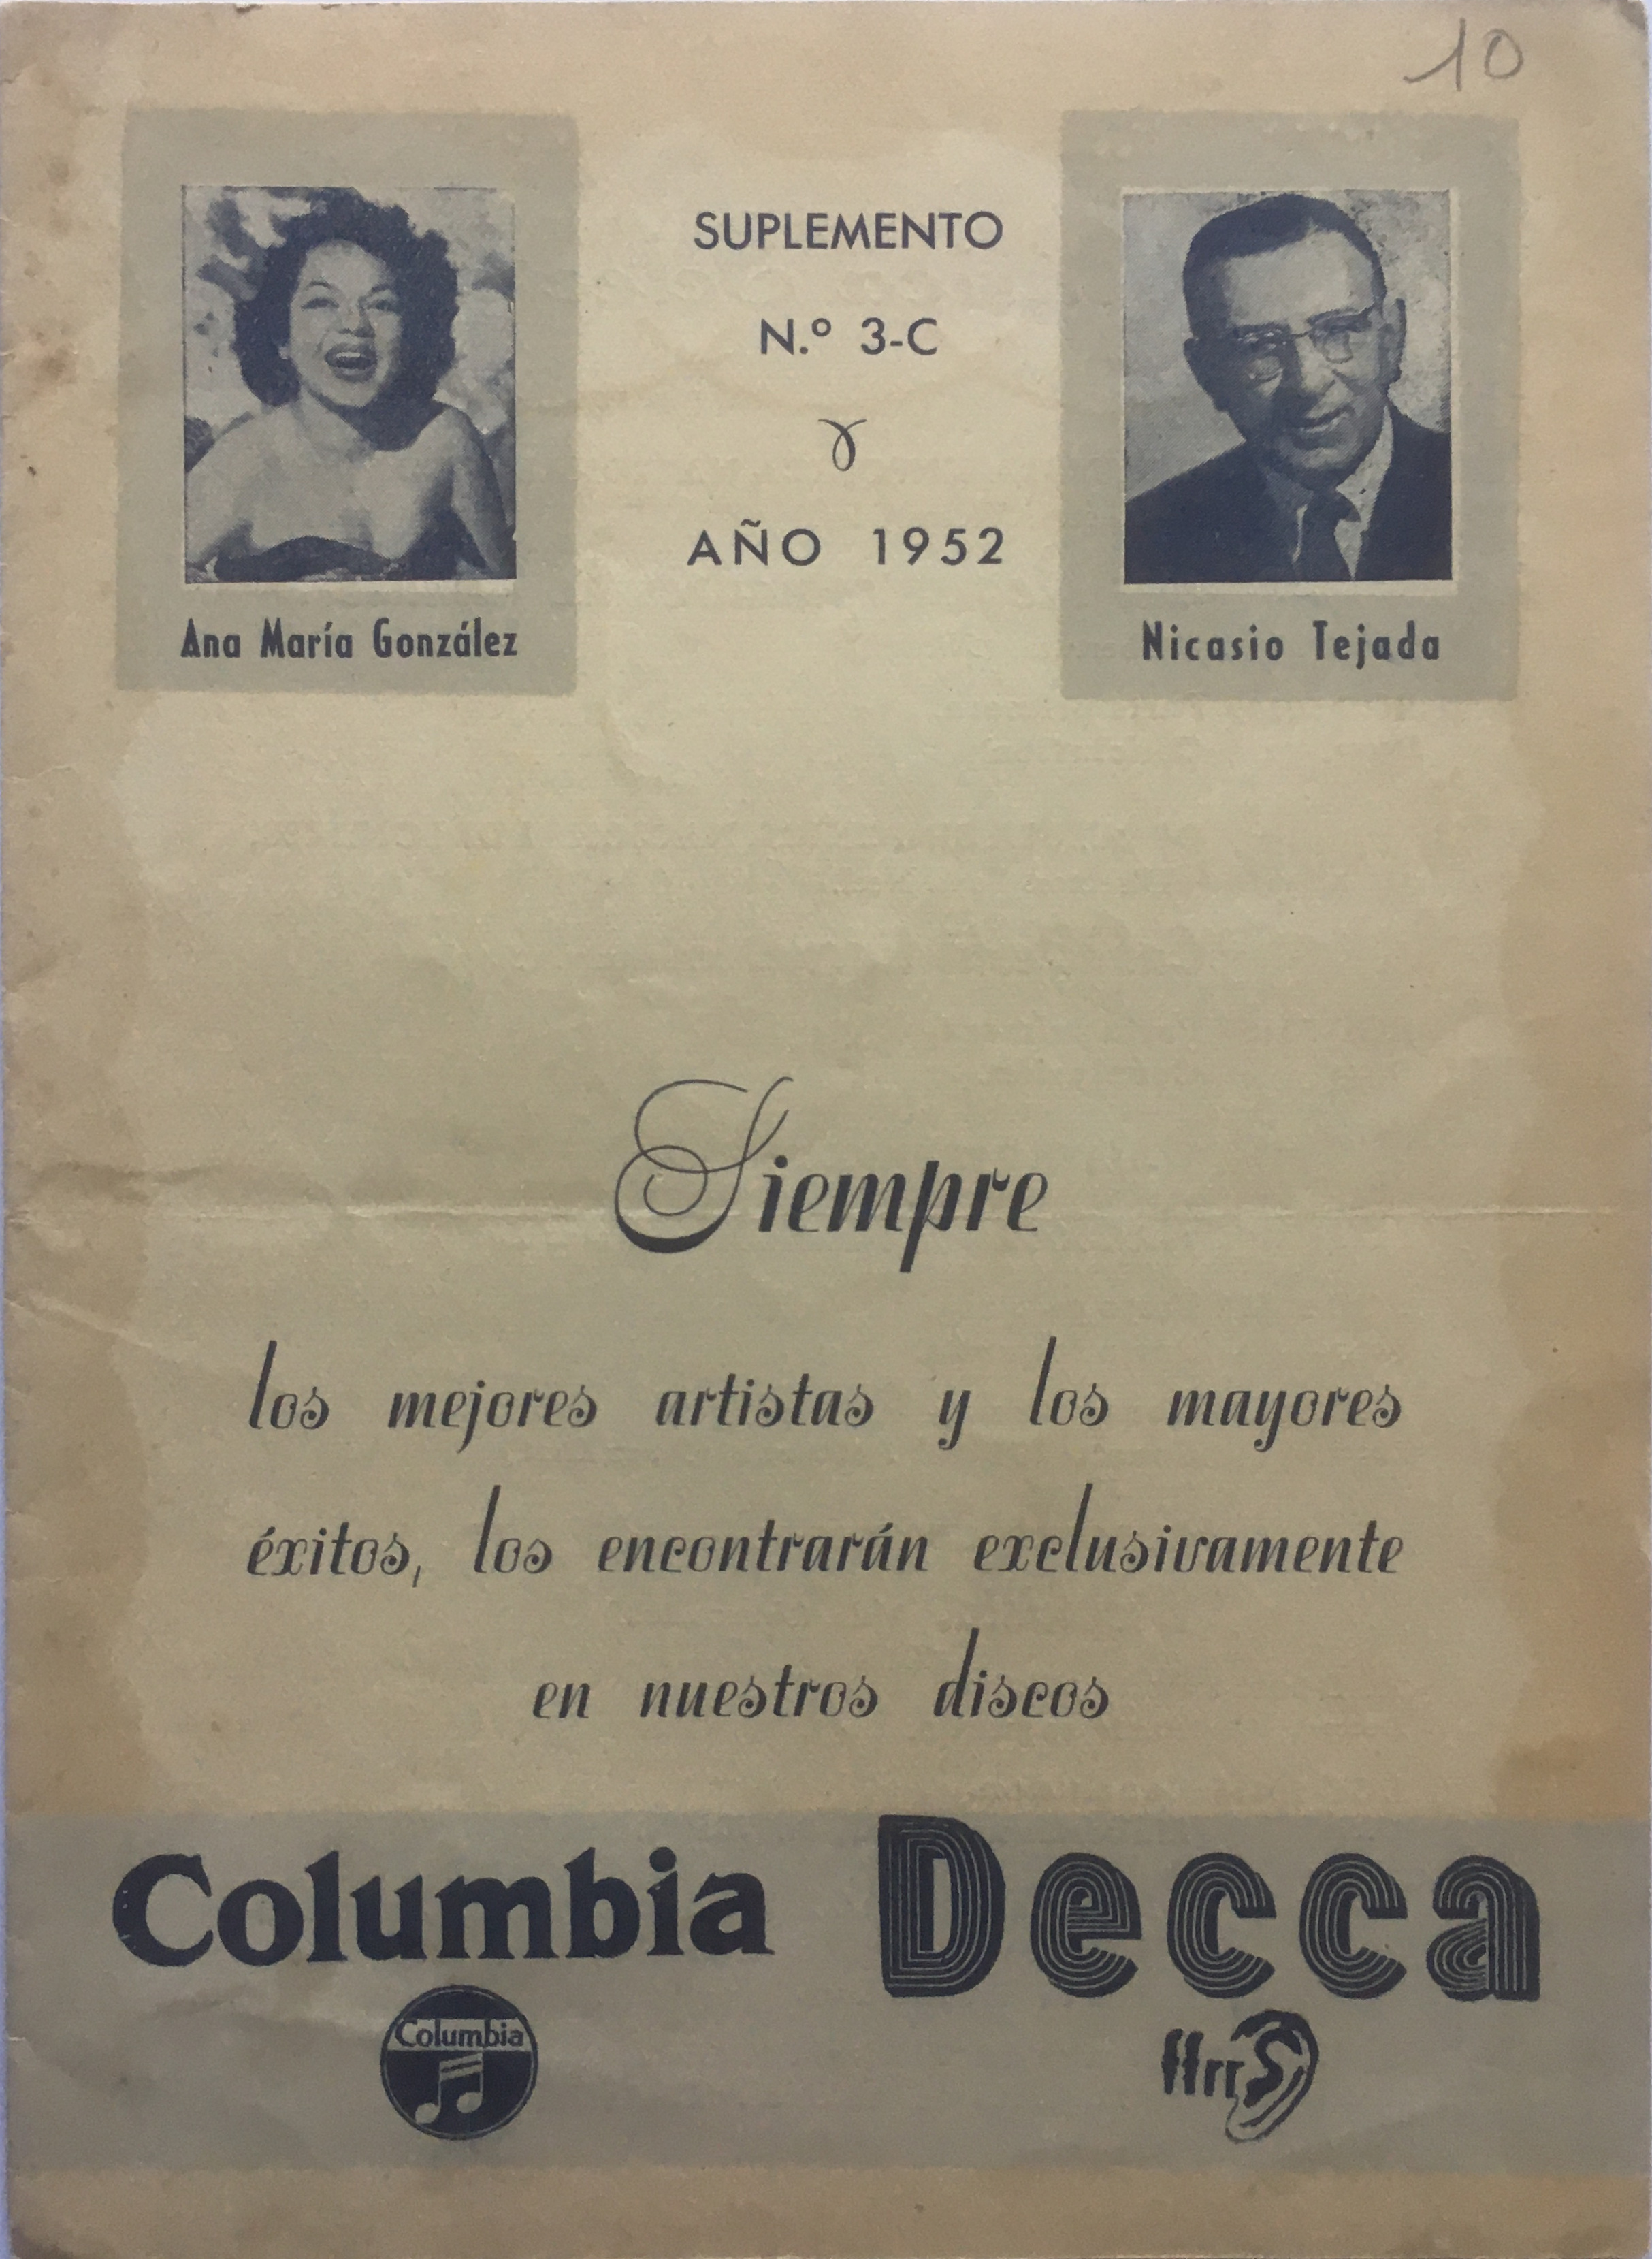 10
SUPLEMENTO
N.º 3-C
AÑO 1952
Ana María González
Nicasio Tejada
Siempre
los mejores artistas y los mayores
éxitos, los encontrarán exclusivamente
en nuestros discos
Columbia
Decca
Columbia
ffrr